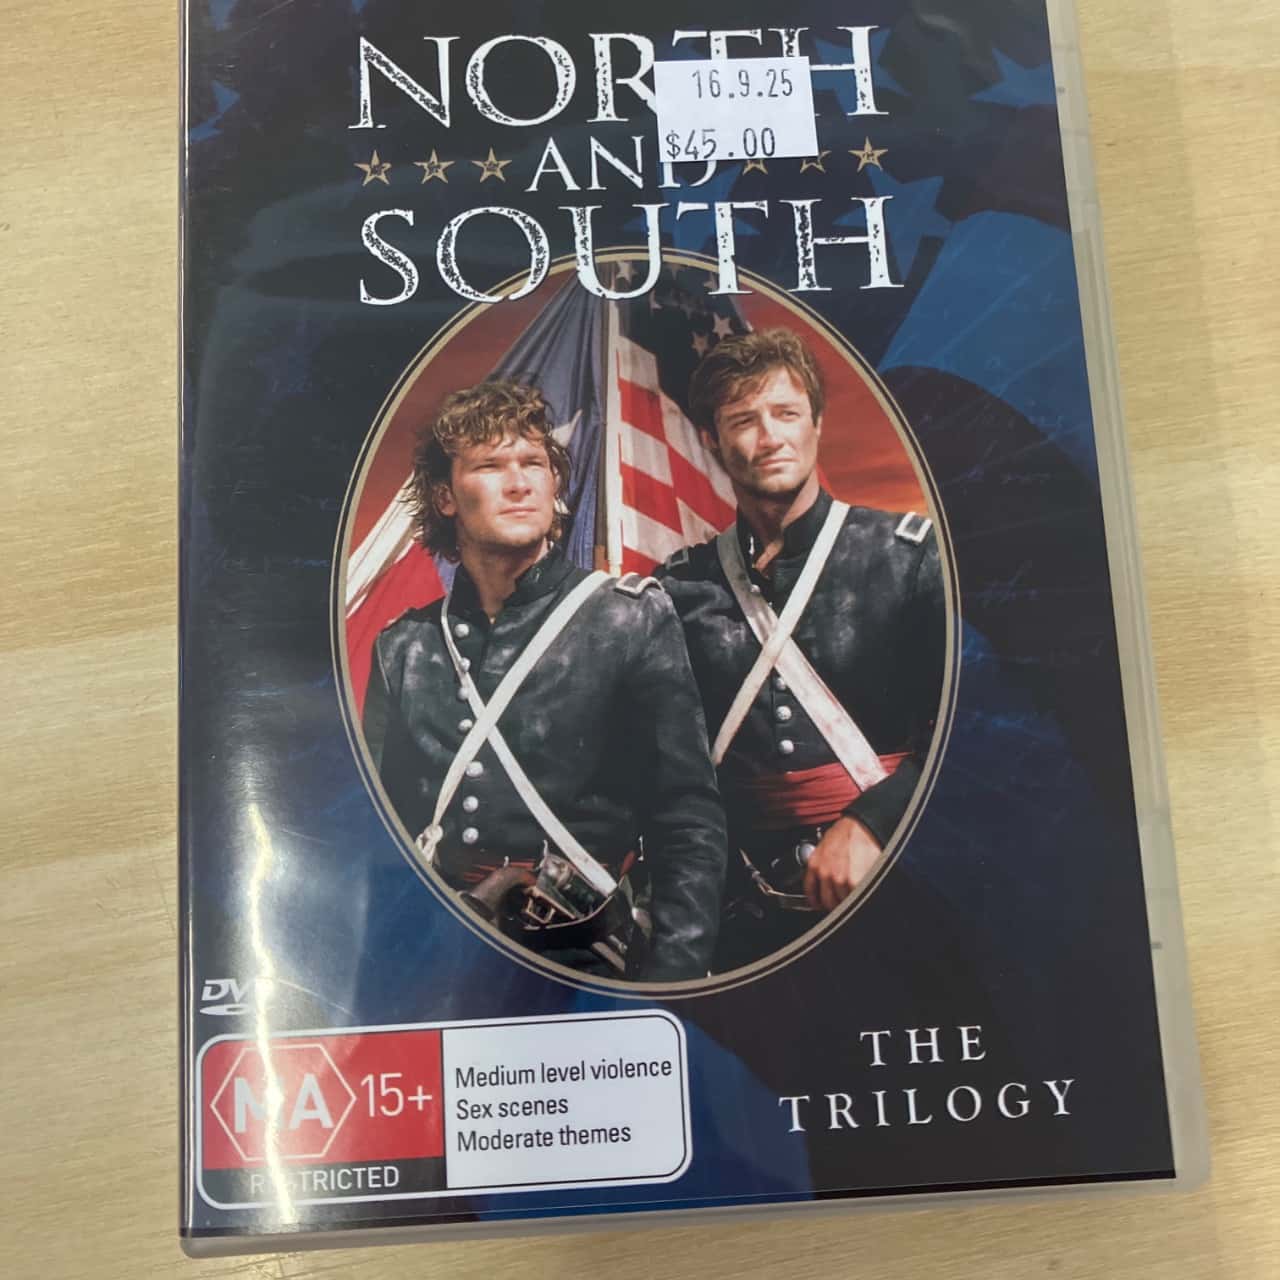 NORTH
16.9.25
$45.00
AND
SOUTH
DVD
MA 15+
RESTRICTED
Medium level violence
Sex scenes
Moderate themes
THE
TRILOGY